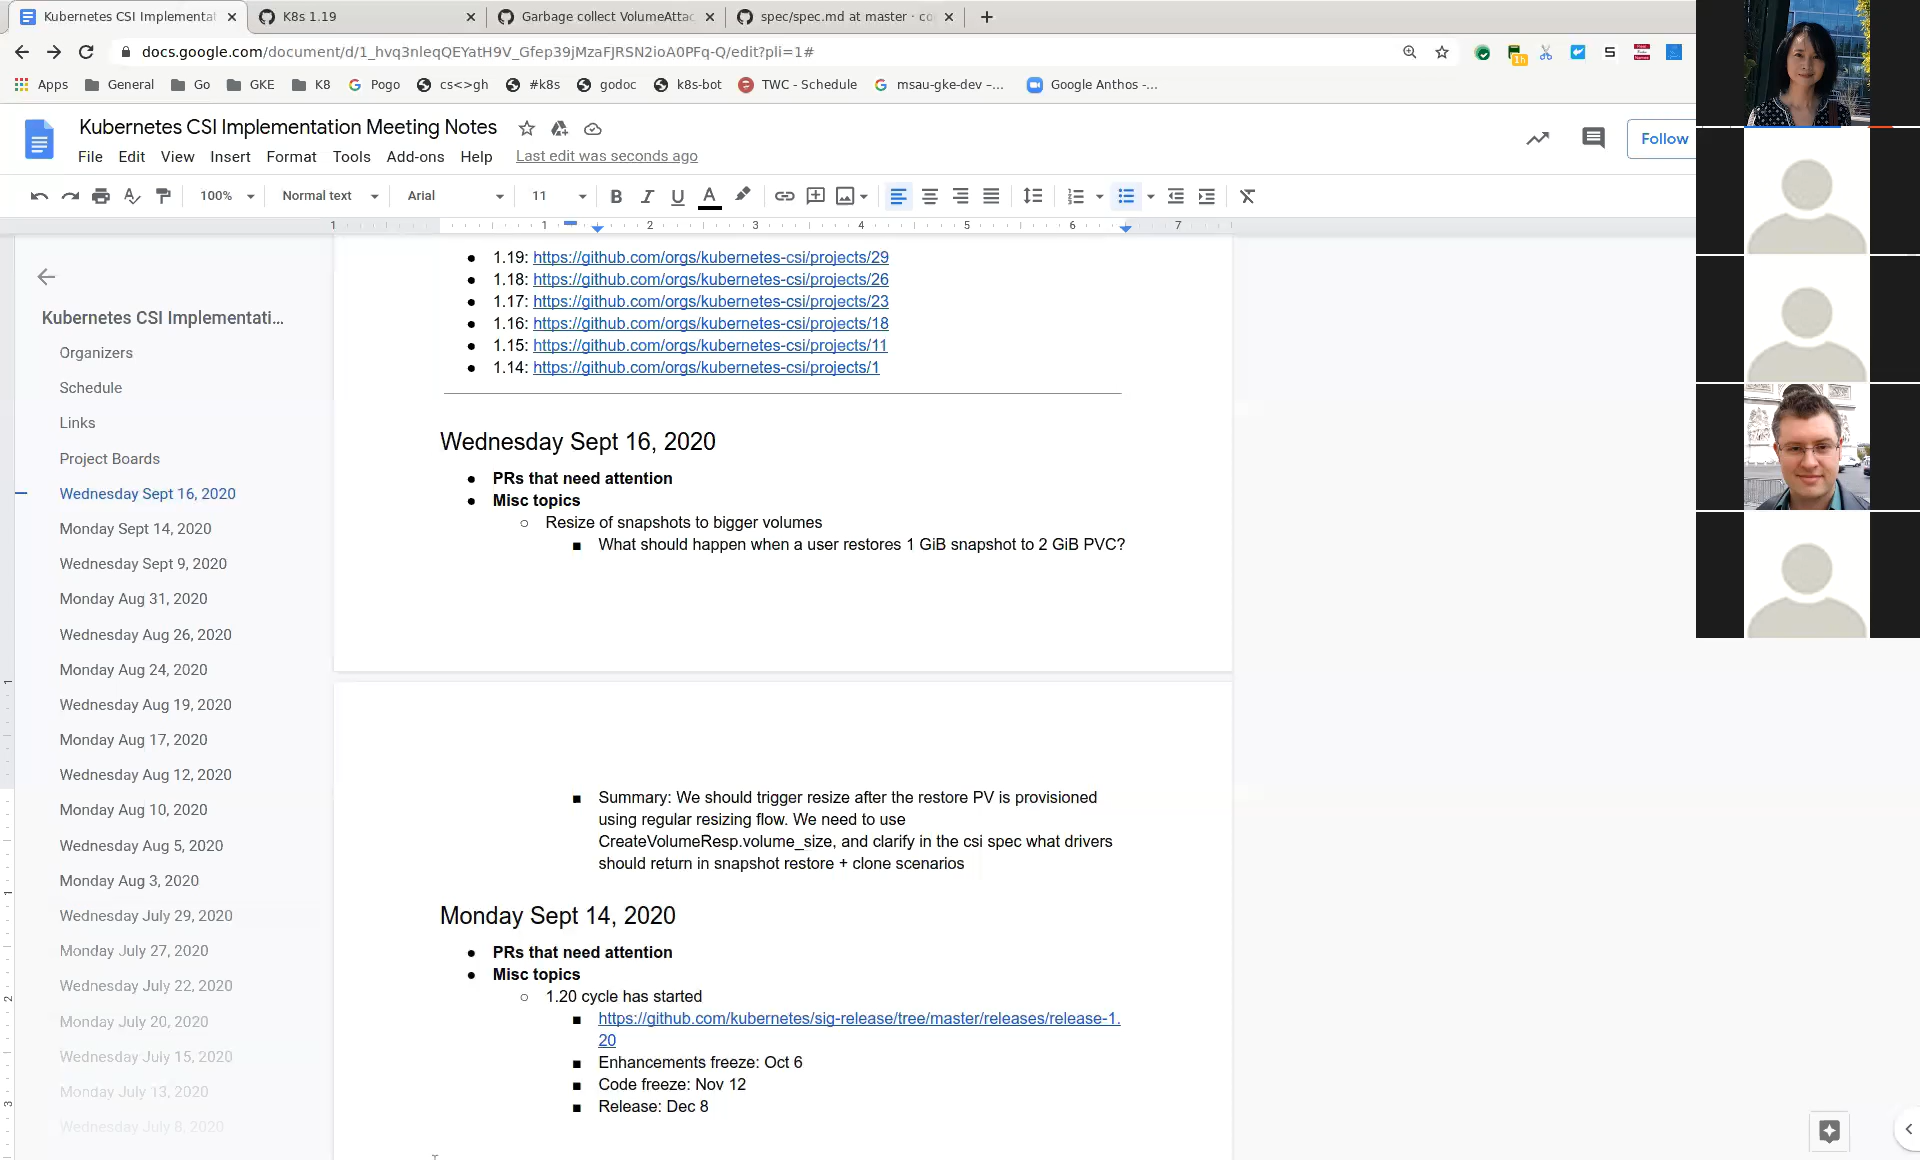 Kubernetes CSI Implementat
K8s 1.19
Garbage collect VolumeAttac
spec/spec.md at master · co
docs.google.com/document/d/1_hvq3nleqQEYatH9V_Gfep39jMzaFJRSN2ioA0PFq-Q/edit?pli=1#
Apps
General
Go
GKE
K8
Pogo
cs<>gh
#k8s
godoc
k8s-bot
TWC - Schedule
msau-gke-dev –...
Google Anthos -...
Kubernetes CSI Implementation Meeting Notes
File Edit View Insert Format Tools Add-ons Help
Last edit was seconds ago
Follow
100%
Normal text
Arial
11
1 1 2 3 4 5 6 7
Kubernetes CSI Implementati...
Organizers
Schedule
Links
Project Boards
Wednesday Sept 16, 2020
Monday Sept 14, 2020
Wednesday Sept 9, 2020
Monday Aug 31, 2020
Wednesday Aug 26, 2020
Monday Aug 24, 2020
Wednesday Aug 19, 2020
Monday Aug 17, 2020
Wednesday Aug 12, 2020
Monday Aug 10, 2020
Wednesday Aug 5, 2020
Monday Aug 3, 2020
Wednesday July 29, 2020
Monday July 27, 2020
Wednesday July 22, 2020
Monday July 20, 2020
Wednesday July 15, 2020
Monday July 13, 2020
Wednesday July 8, 2020
1.19: https://github.com/orgs/kubernetes-csi/projects/29
1.18: https://github.com/orgs/kubernetes-csi/projects/26
1.17: https://github.com/orgs/kubernetes-csi/projects/23
1.16: https://github.com/orgs/kubernetes-csi/projects/18
1.15: https://github.com/orgs/kubernetes-csi/projects/11
1.14: https://github.com/orgs/kubernetes-csi/projects/1
Wednesday Sept 16, 2020
PRs that need attention
Misc topics
Resize of snapshots to bigger volumes
What should happen when a user restores 1 GiB snapshot to 2 GiB PVC?
Summary: We should trigger resize after the restore PV is provisioned
using regular resizing flow. We need to use
CreateVolumeResp.volume_size, and clarify in the csi spec what drivers
should return in snapshot restore + clone scenarios
Monday Sept 14, 2020
PRs that need attention
Misc topics
1.20 cycle has started
https://github.com/kubernetes/sig-release/tree/master/releases/release-1.
20
Enhancements freeze: Oct 6
Code freeze: Nov 12
Release: Dec 8